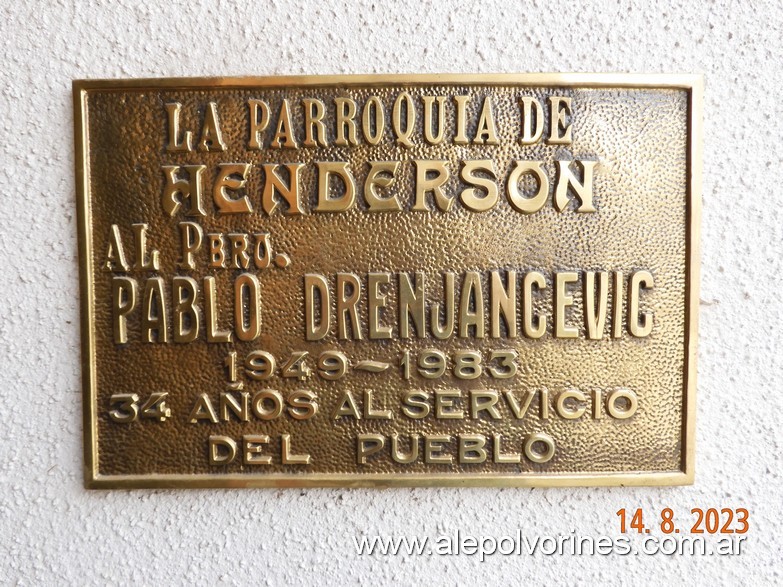 LA PARROQUIA DE
HENDERSON
AL PBRO.
PABLO DRENJANCEVIC
1949-1983
34 AÑOS AL SERVICIO
DEL PUEBLO
14. 8. 2023
www.alepolvorines.com.ar